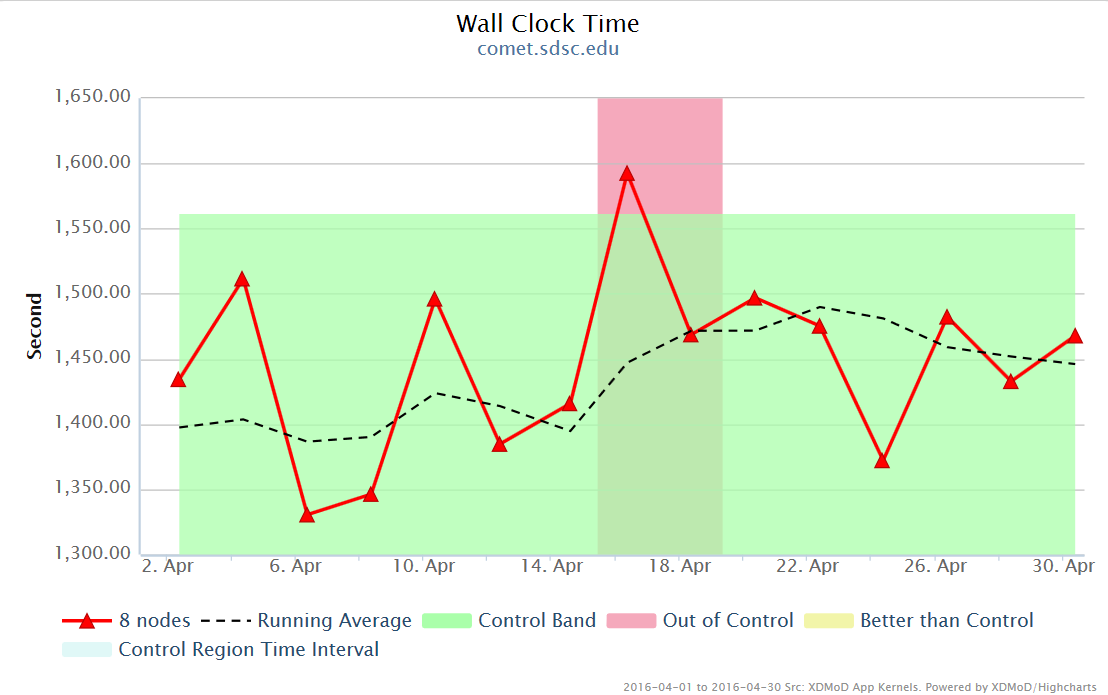 Wall Clock Time
comet.sdsc.edu
1,650.00
1,600.00
1,550.00
1,500.00
1,450.00
1,400.00
1,350.00
1,300.00
Second
2. Apr 6. Apr 10. Apr 14. Apr 18. Apr 22. Apr 26. Apr 30. Apr
8 nodes Running Average Control Band Out of Control Better than Control
Control Region Time Interval
2016-04-01 to 2016-04-30 Src: XDMoD App Kernels. Powered by XDMoD/Highcharts